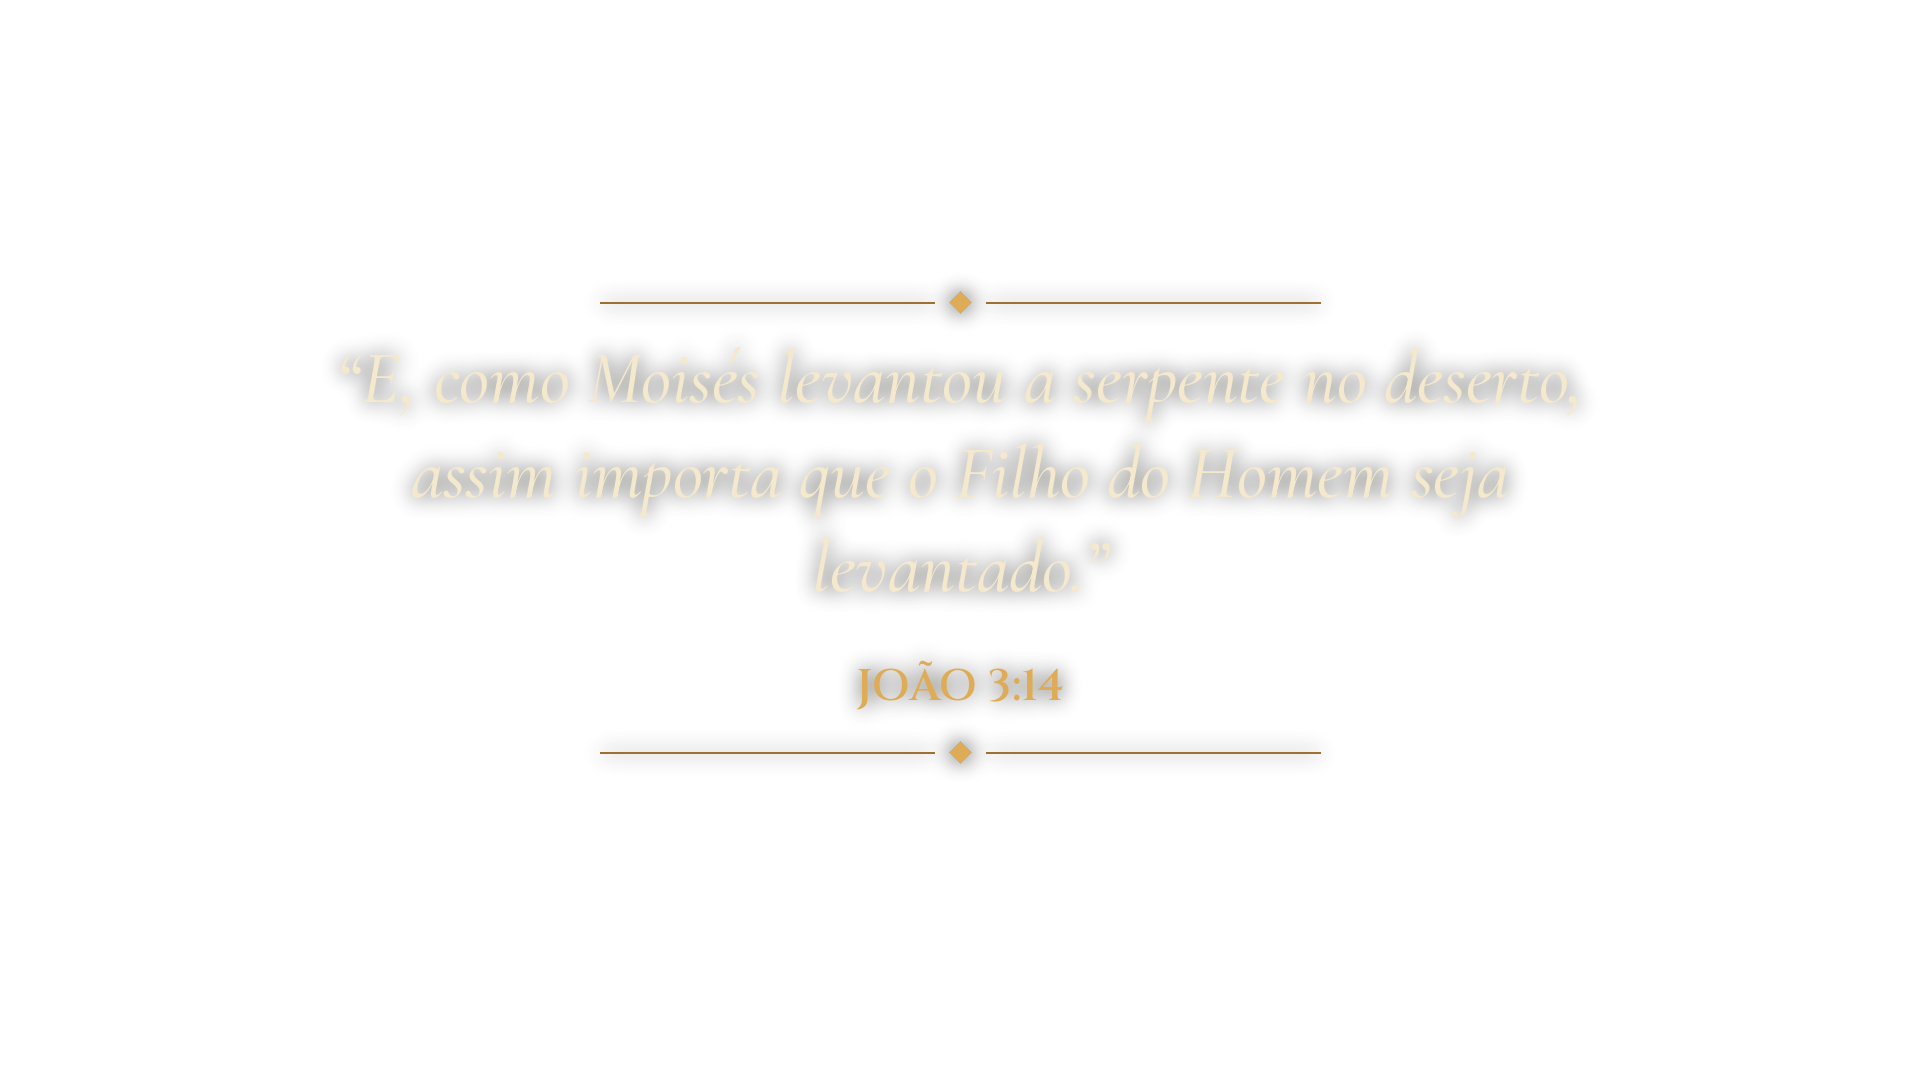 “E, como Moisés levantou a serpente no deserto,
assim importa que o Filho do Homem seja
levantado.”
JOÃO 3:14